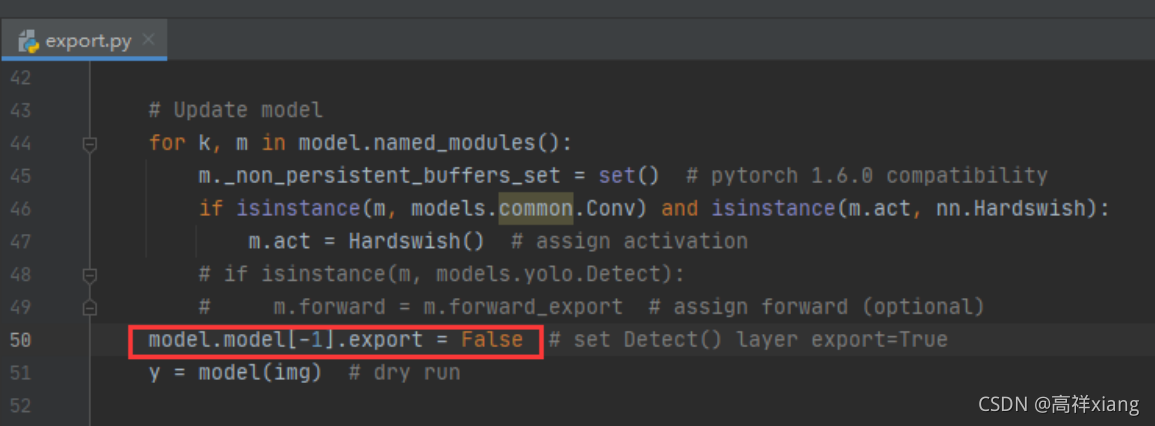 export.py
42
43 # Update model
44 for k, m in model.named_modules():
45 m._non_persistent_buffers_set = set() # pytorch 1.6.0 compatibility
46 if isinstance(m, models.common.Conv) and isinstance(m.act, nn.Hardswish):
47 m.act = Hardswish() # assign activation
48 # if isinstance(m, models.yolo.Detect):
49 # m.forward = m.forward_export # assign forward (optional)
50 model.model[-1].export = False # set Detect() layer export=True
51 y = model(img) # dry run
52
CSDN @高祥xiang